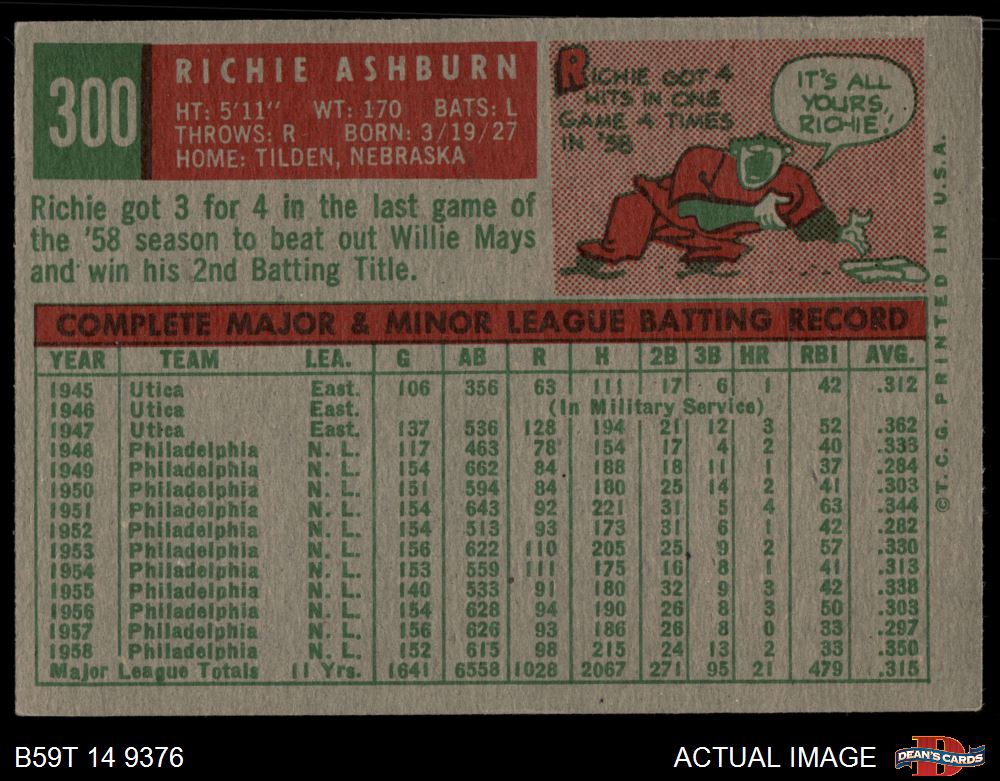 300
RICHIE ASHBURN
HT: 5'11" WT: 170 BATS: L
THROWS: R BORN: 3/19/27
HOME: TILDEN, NEBRASKA
Richie got 3 for 4 in the last game of
the '58 season to beat out Willie Mays
and win his 2nd Batting Title.
RICHIE GOT 4
HITS IN ONE
GAME 4 TIMES
IN '58
IT'S ALL
YOURS,
RICHIE!
COMPLETE MAJOR & MINOR LEAGUE BATTING RECORD
YEAR TEAM LEA. G AB R H 2B 3B HR RBI AVG.
1945 Utica East. 106 356 63 111 17 6 1 42 .312
1946 Utica East. (In Military Service)
1947 Utica East. 137 536 128 194 21 12 3 52 .362
1948 Philadelphia N. L. 117 463 78 154 17 4 2 40 .333
1949 Philadelphia N. L. 154 662 84 188 18 11 1 37 .284
1950 Philadelphia N. L. 151 594 84 180 25 14 2 41 .303
1951 Philadelphia N. L. 154 643 92 221 31 5 4 63 .344
1952 Philadelphia N. L. 154 513 93 173 31 6 1 42 .282
1953 Philadelphia N. L. 156 622 110 205 25 9 2 57 .330
1954 Philadelphia N. L. 153 559 111 175 16 8 1 41 .313
1955 Philadelphia N. L. 140 533 91 180 32 9 3 42 .338
1956 Philadelphia N. L. 154 628 94 190 26 8 3 50 .303
1957 Philadelphia N. L. 156 626 93 186 26 8 0 33 .297
1958 Philadelphia N. L. 152 615 98 215 24 13 2 33 .350
Major League Totals 11 Yrs. 1641 6558 1028 2067 271 95 21 479 .315
©T.C.G. PRINTED IN U.S.A.
B59T 14 9376
ACTUAL IMAGE
D
DEAN'S CARDS